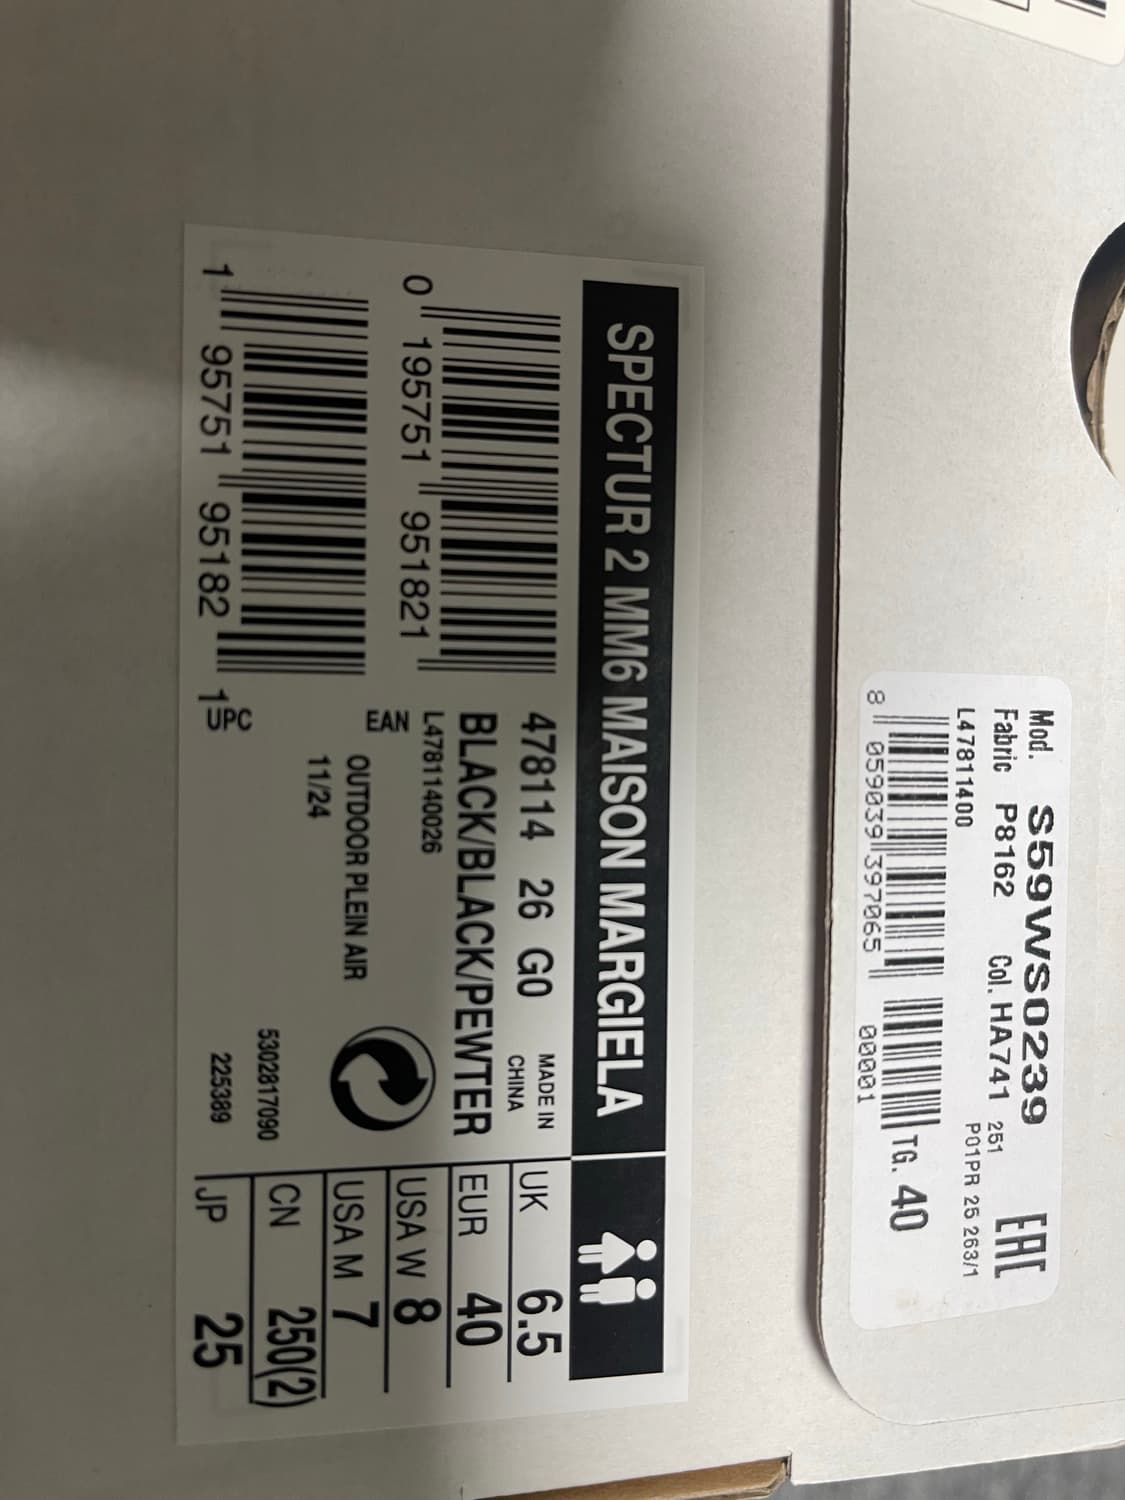 Mod. S59WS0239
Fabric P8162 Col. HA741 251 EAC
L47811400 P01PR 25 263/1
8 059039 397065 00001 TG. 40
SPECTUR 2 MM6 MAISON MARGIELA
478114 26 G0 MADE IN CHINA
BLACK/BLACK/PEWTER
L4781140026
0 195751 951821 EAN
OUTDOOR PLEIN AIR
11/24
1 95751 95182 1 UPC
5302817090
225389
UK 6.5
EUR 40
USA W 8
USA M 7
CN 250(2)
JP 25